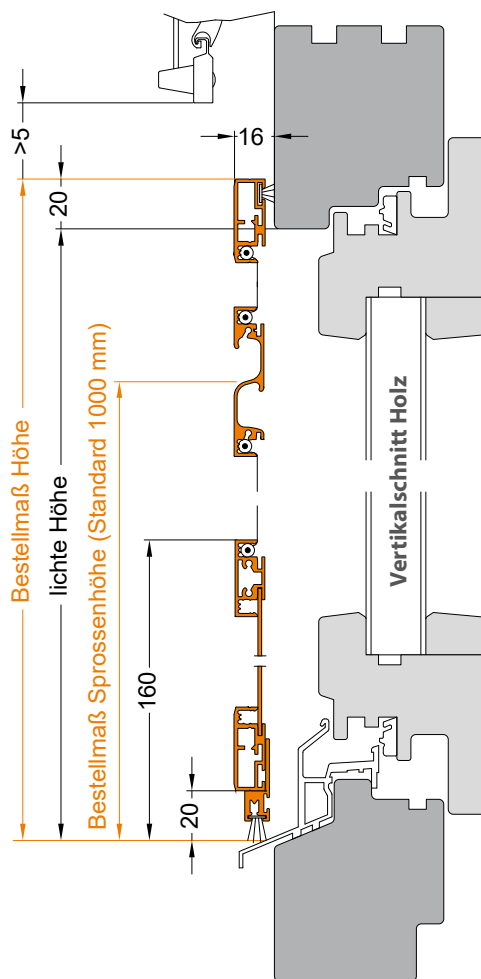 16
>5
20
Bestellmaß Höhe
lichte Höhe
Bestellmaß Sprossenhöhe (Standard 1000 mm)
Vertikalschnitt Holz
160
20